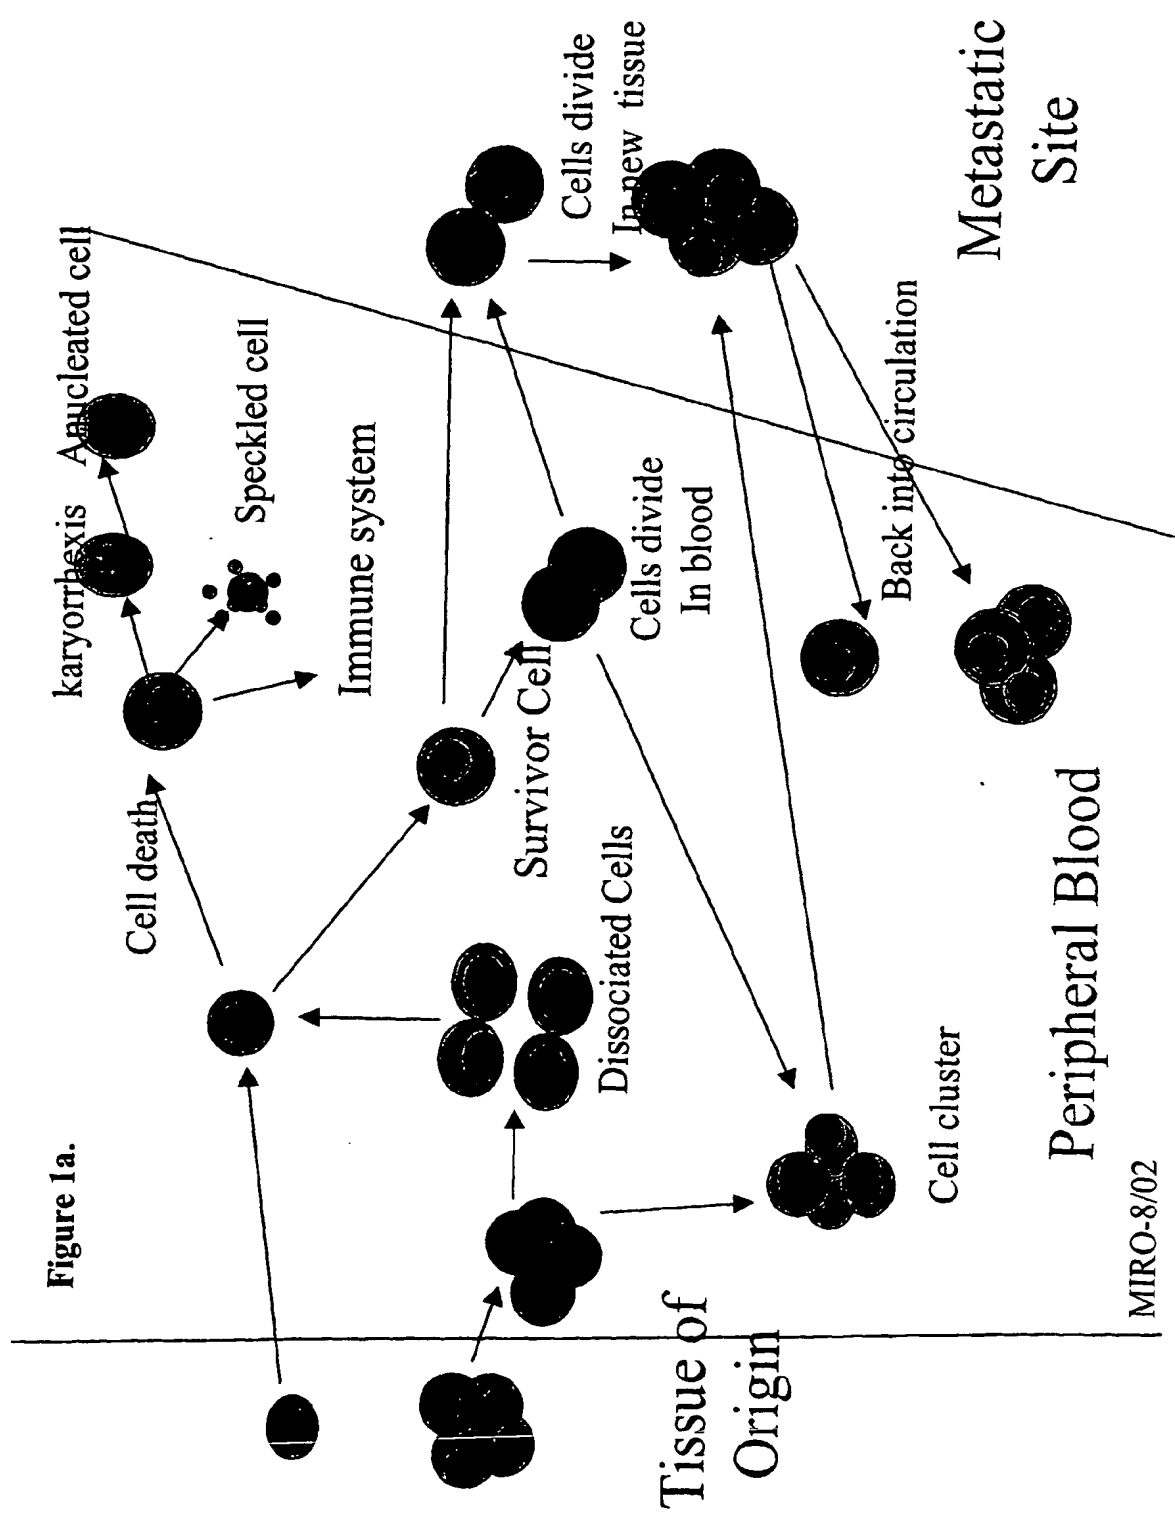 Figure 1a.
karyorrhexis
Anucleated cell
Cell death
Speckled cell
Immune system
Survivor Cell
Cells divide
In new tissue
Dissociated Cells
Cells divide
In blood
Back into circulation
Cell cluster
Tissue of
Origin
Peripheral Blood
Metastatic
Site
MIRO-8/02